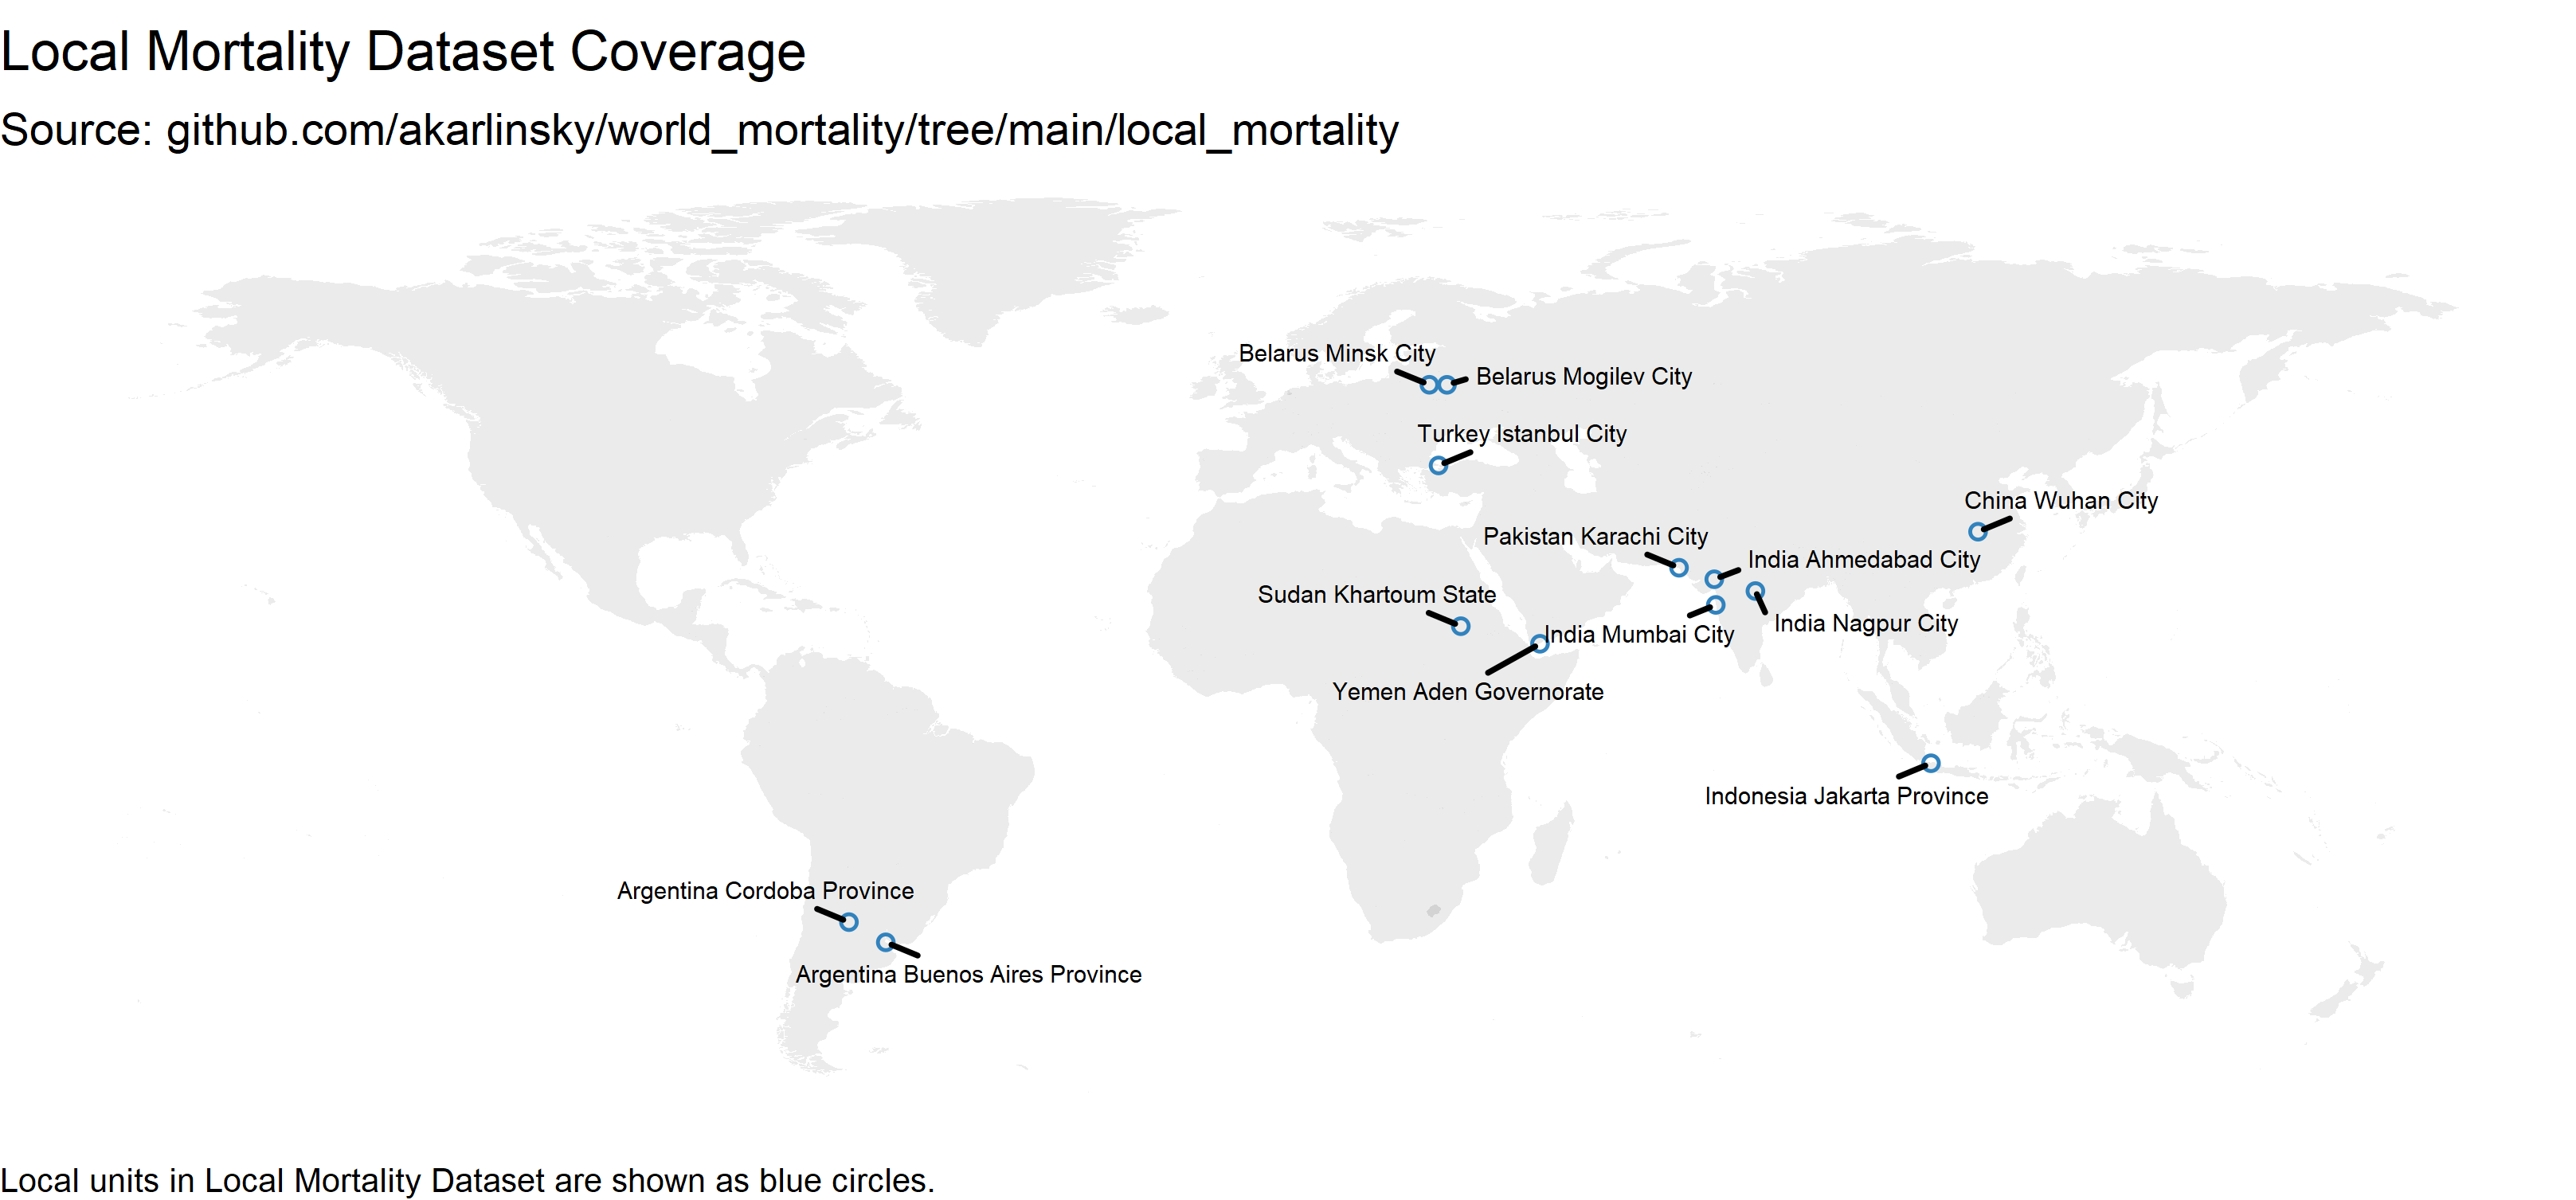 Local Mortality Dataset Coverage
Source: github.com/akarlinsky/world_mortality/tree/main/local_mortality
Belarus Minsk City
Belarus Mogilev City
Turkey Istanbul City
China Wuhan City
Pakistan Karachi City
India Ahmedabad City
Sudan Khartoum State
India Nagpur City
India Mumbai City
Yemen Aden Governorate
Indonesia Jakarta Province
Argentina Cordoba Province
Argentina Buenos Aires Province
Local units in Local Mortality Dataset are shown as blue circles.